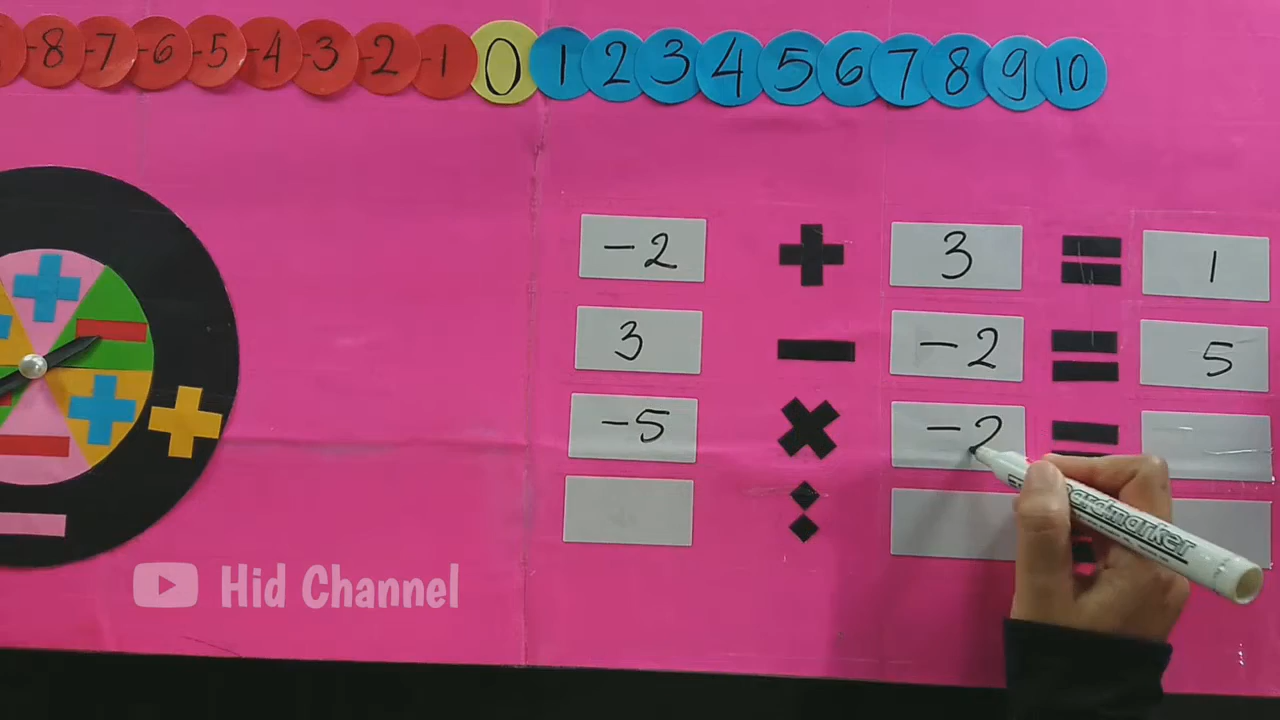 -8 -7 -6 -5 -4 -3 -2 -1 0 1 2 3 4 5 6 7 8 9 10
-2 + 3 = 1
3 - -2 = 5
-5 × -2 =
:
Hid Channel